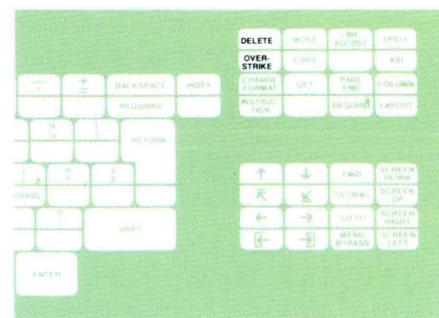 DELETE MOVE LINE ADJUST SPELL
OVER-
STRIKE COPY AID
BACKSPACE INDEX CHANGE FORMAT GET PAGE END COLUMN
REQUIRED INSTRUC-
TION REQUIRED LAYOUT
RETURN
↑ ↓ FIND SCREEN DOWN
GLOBAL SCREEN UP
← → GO TO SCREEN RIGHT
SHIFT MENU BYPASS SCREEN LEFT
ENTER